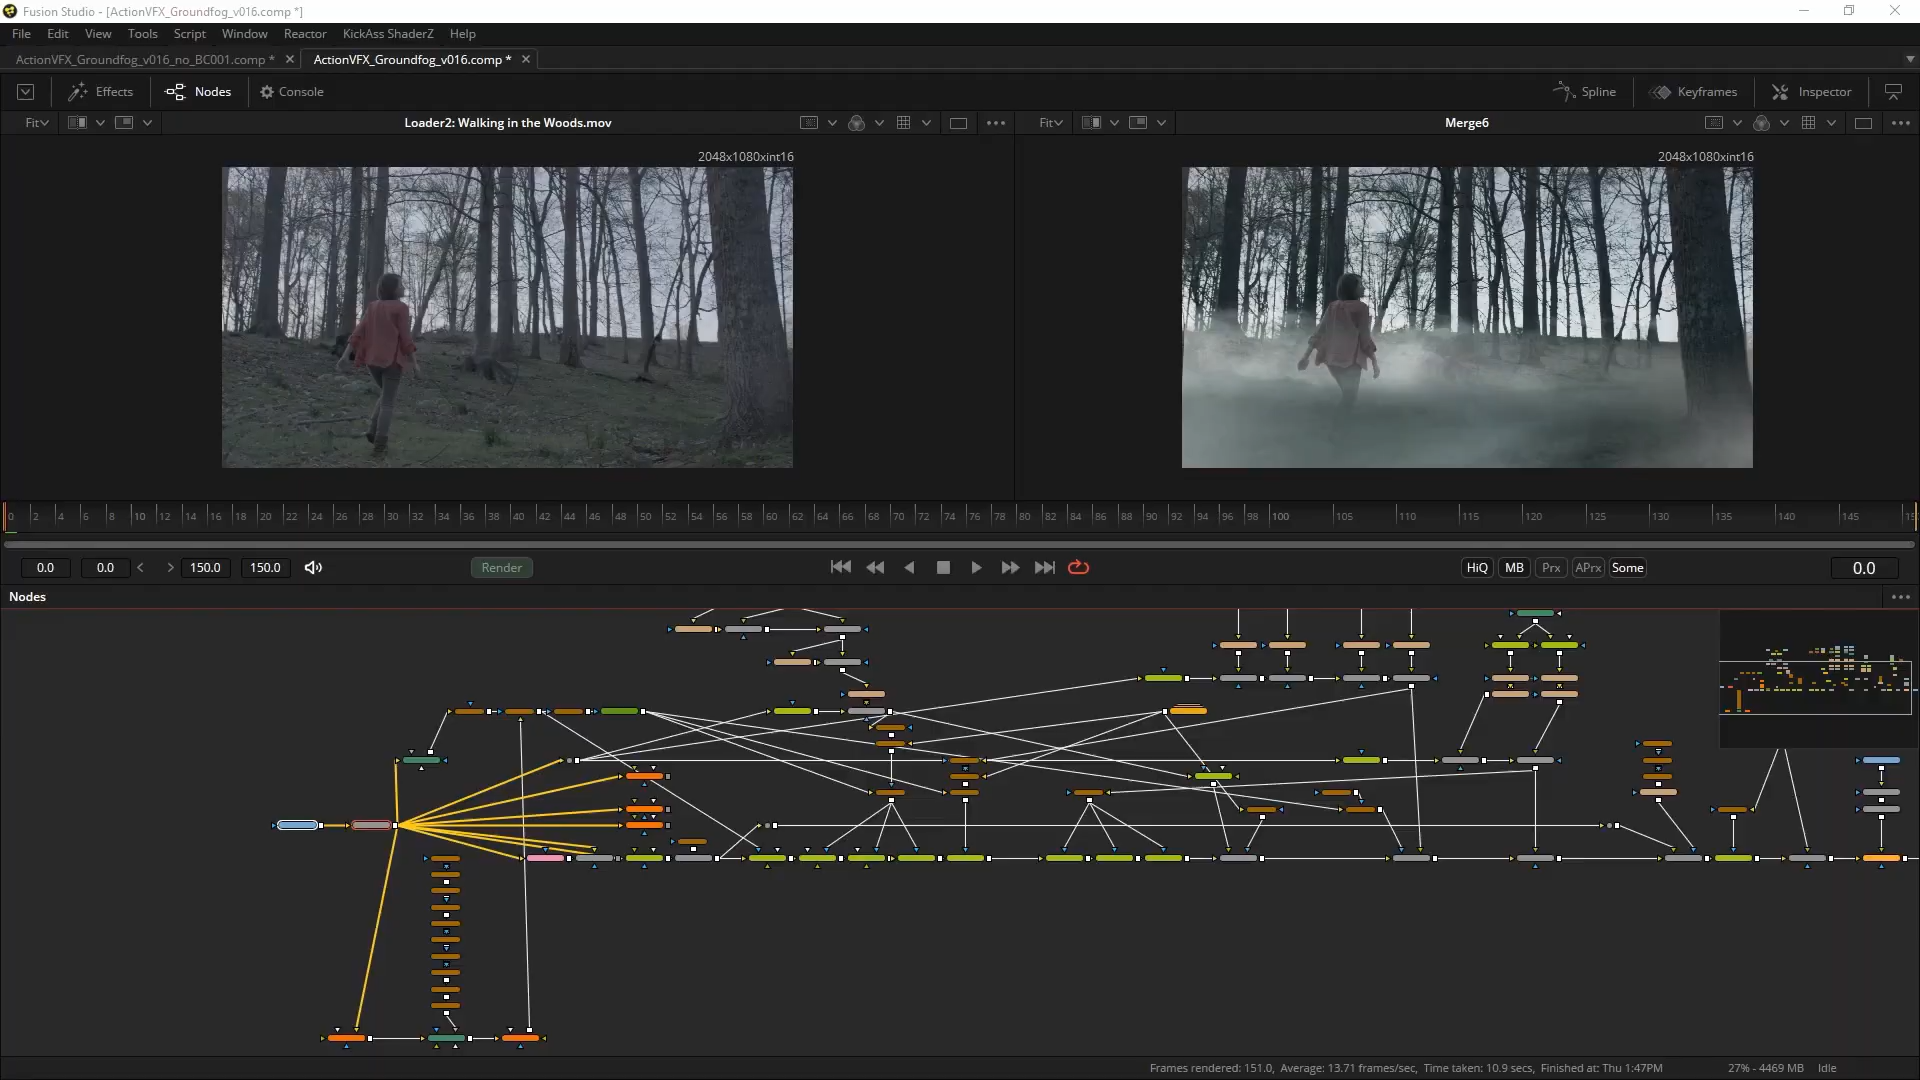 Fusion Studio - [ActionVFX_Groundfog_v016.comp *]
File Edit View Tools Script Window Reactor KickAss ShaderZ Help
ActionVFX_Groundfog_v016_no_BC001.comp * ActionVFX_Groundfog_v016.comp *
Effects Nodes Console Spline Keyframes Inspector
Fit Loader2: Walking in the Woods.mov Fit Merge6
2048x1080xint16 2048x1080xint16
0 2 4 6 8 10 12 14 16 18 20 22 24 26 28 30 32 34 36 38 40 42 44 46 48 50 52 54 56 58 60 62 64 66 68 70 72 74 76 78 80 82 84 86 88 90 92 94 96 98 100 105 110 115 120 125 130 135 140 145
0.0 0.0 150.0 150.0 Render HiQ MB Prx APrx Some 0.0
Nodes
Frames rendered: 151.0, Average: 13.71 frames/sec, Time taken: 10.9 secs, Finished at: Thu 1:47PM 27% - 4469 MB Idle